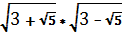 √(3 + √5) * √(3 − √5)